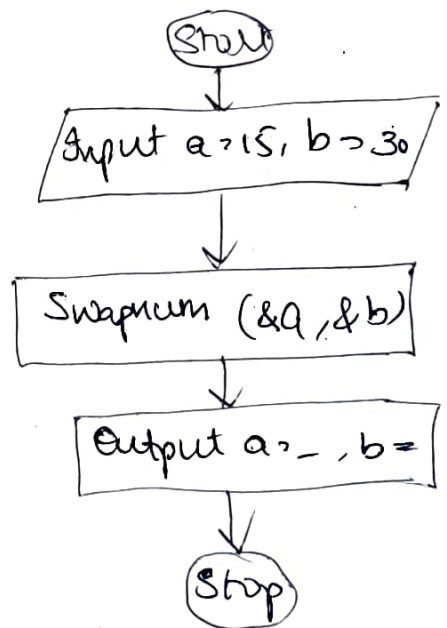 Start
Input a=15, b=30
Swapnum (&a, &b)
Output a=_, b=
Stop